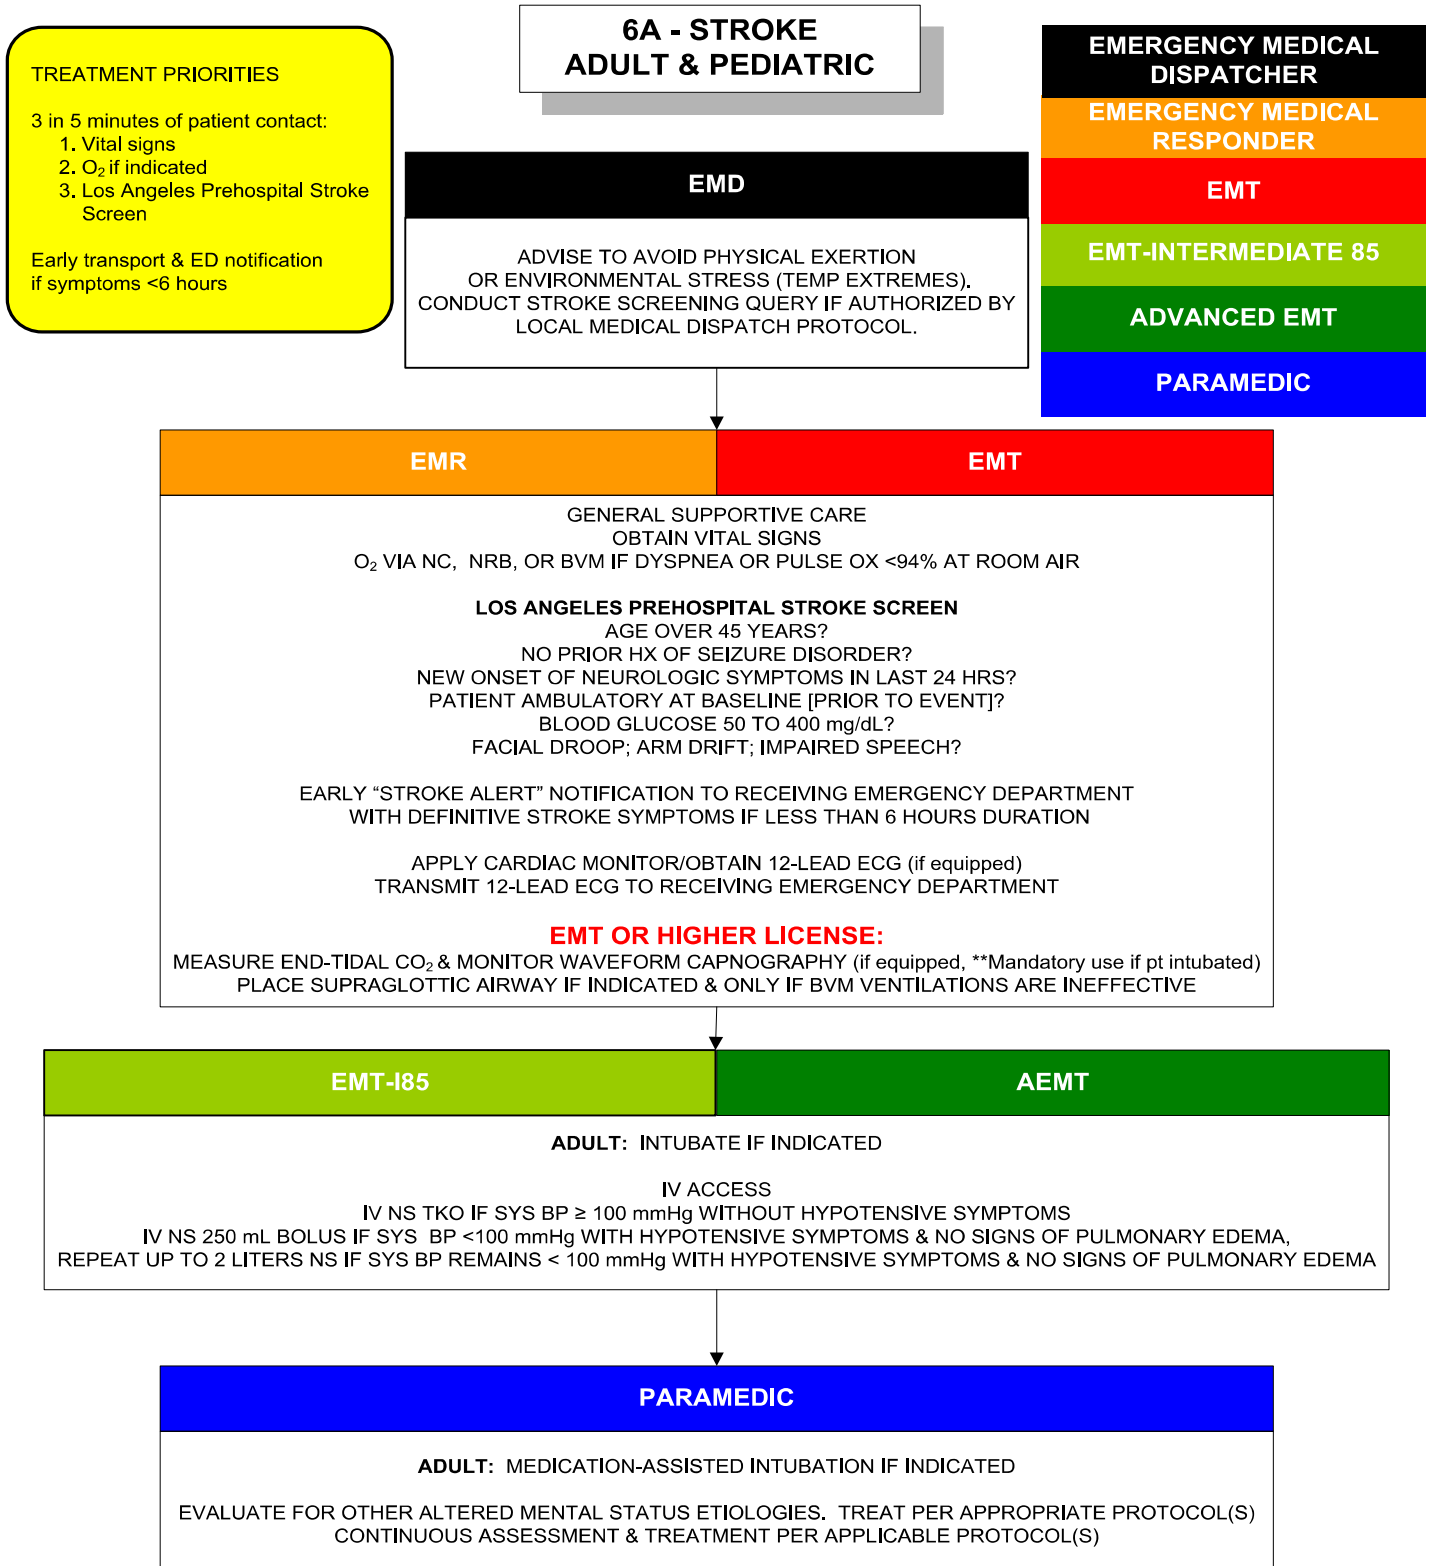 6A - STROKE
ADULT & PEDIATRIC
TREATMENT PRIORITIES
3 in 5 minutes of patient contact:
1. Vital signs
2. O₂ if indicated
3. Los Angeles Prehospital Stroke
Screen
Early transport & ED notification
if symptoms <6 hours
EMERGENCY MEDICAL
DISPATCHER
EMERGENCY MEDICAL
RESPONDER
EMT
EMT-INTERMEDIATE 85
ADVANCED EMT
PARAMEDIC
EMD
ADVISE TO AVOID PHYSICAL EXERTION
OR ENVIRONMENTAL STRESS (TEMP EXTREMES).
CONDUCT STROKE SCREENING QUERY IF AUTHORIZED BY
LOCAL MEDICAL DISPATCH PROTOCOL.
EMR
EMT
GENERAL SUPPORTIVE CARE
OBTAIN VITAL SIGNS
O₂ VIA NC, NRB, OR BVM IF DYSPNEA OR PULSE OX <94% AT ROOM AIR
LOS ANGELES PREHOSPITAL STROKE SCREEN
AGE OVER 45 YEARS?
NO PRIOR HX OF SEIZURE DISORDER?
NEW ONSET OF NEUROLOGIC SYMPTOMS IN LAST 24 HRS?
PATIENT AMBULATORY AT BASELINE [PRIOR TO EVENT]?
BLOOD GLUCOSE 50 TO 400 mg/dL?
FACIAL DROOP; ARM DRIFT; IMPAIRED SPEECH?
EARLY “STROKE ALERT” NOTIFICATION TO RECEIVING EMERGENCY DEPARTMENT
WITH DEFINITIVE STROKE SYMPTOMS IF LESS THAN 6 HOURS DURATION
APPLY CARDIAC MONITOR/OBTAIN 12-LEAD ECG (if equipped)
TRANSMIT 12-LEAD ECG TO RECEIVING EMERGENCY DEPARTMENT
EMT OR HIGHER LICENSE:
MEASURE END-TIDAL CO₂ & MONITOR WAVEFORM CAPNOGRAPHY (if equipped, **Mandatory use if pt intubated)
PLACE SUPRAGLOTTIC AIRWAY IF INDICATED & ONLY IF BVM VENTILATIONS ARE INEFFECTIVE
EMT-I85
AEMT
ADULT: INTUBATE IF INDICATED
IV ACCESS
IV NS TKO IF SYS BP ≥ 100 mmHg WITHOUT HYPOTENSIVE SYMPTOMS
IV NS 250 mL BOLUS IF SYS BP <100 mmHg WITH HYPOTENSIVE SYMPTOMS & NO SIGNS OF PULMONARY EDEMA,
REPEAT UP TO 2 LITERS NS IF SYS BP REMAINS < 100 mmHg WITH HYPOTENSIVE SYMPTOMS & NO SIGNS OF PULMONARY EDEMA
PARAMEDIC
ADULT: MEDICATION-ASSISTED INTUBATION IF INDICATED
EVALUATE FOR OTHER ALTERED MENTAL STATUS ETIOLOGIES. TREAT PER APPROPRIATE PROTOCOL(S)
CONTINUOUS ASSESSMENT & TREATMENT PER APPLICABLE PROTOCOL(S)